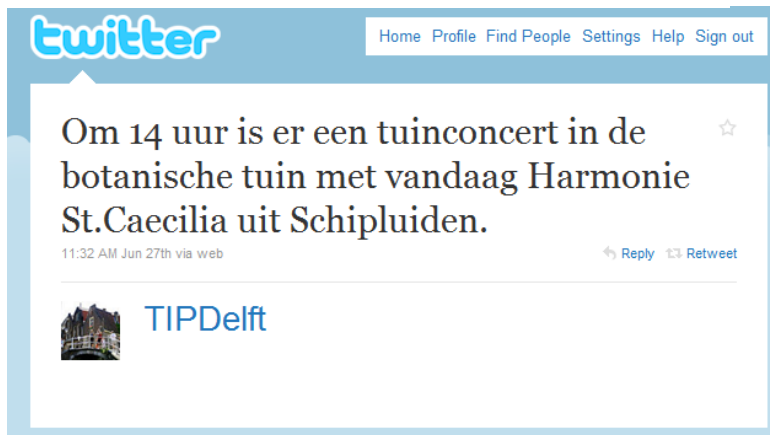 twitter
Home Profile Find People Settings Help Sign out
Om 14 uur is er een tuinconcert in de
botanische tuin met vandaag Harmonie
St.Caecilia uit Schipluiden.
11:32 AM Jun 27th via web
Reply Retweet
TIPDelft